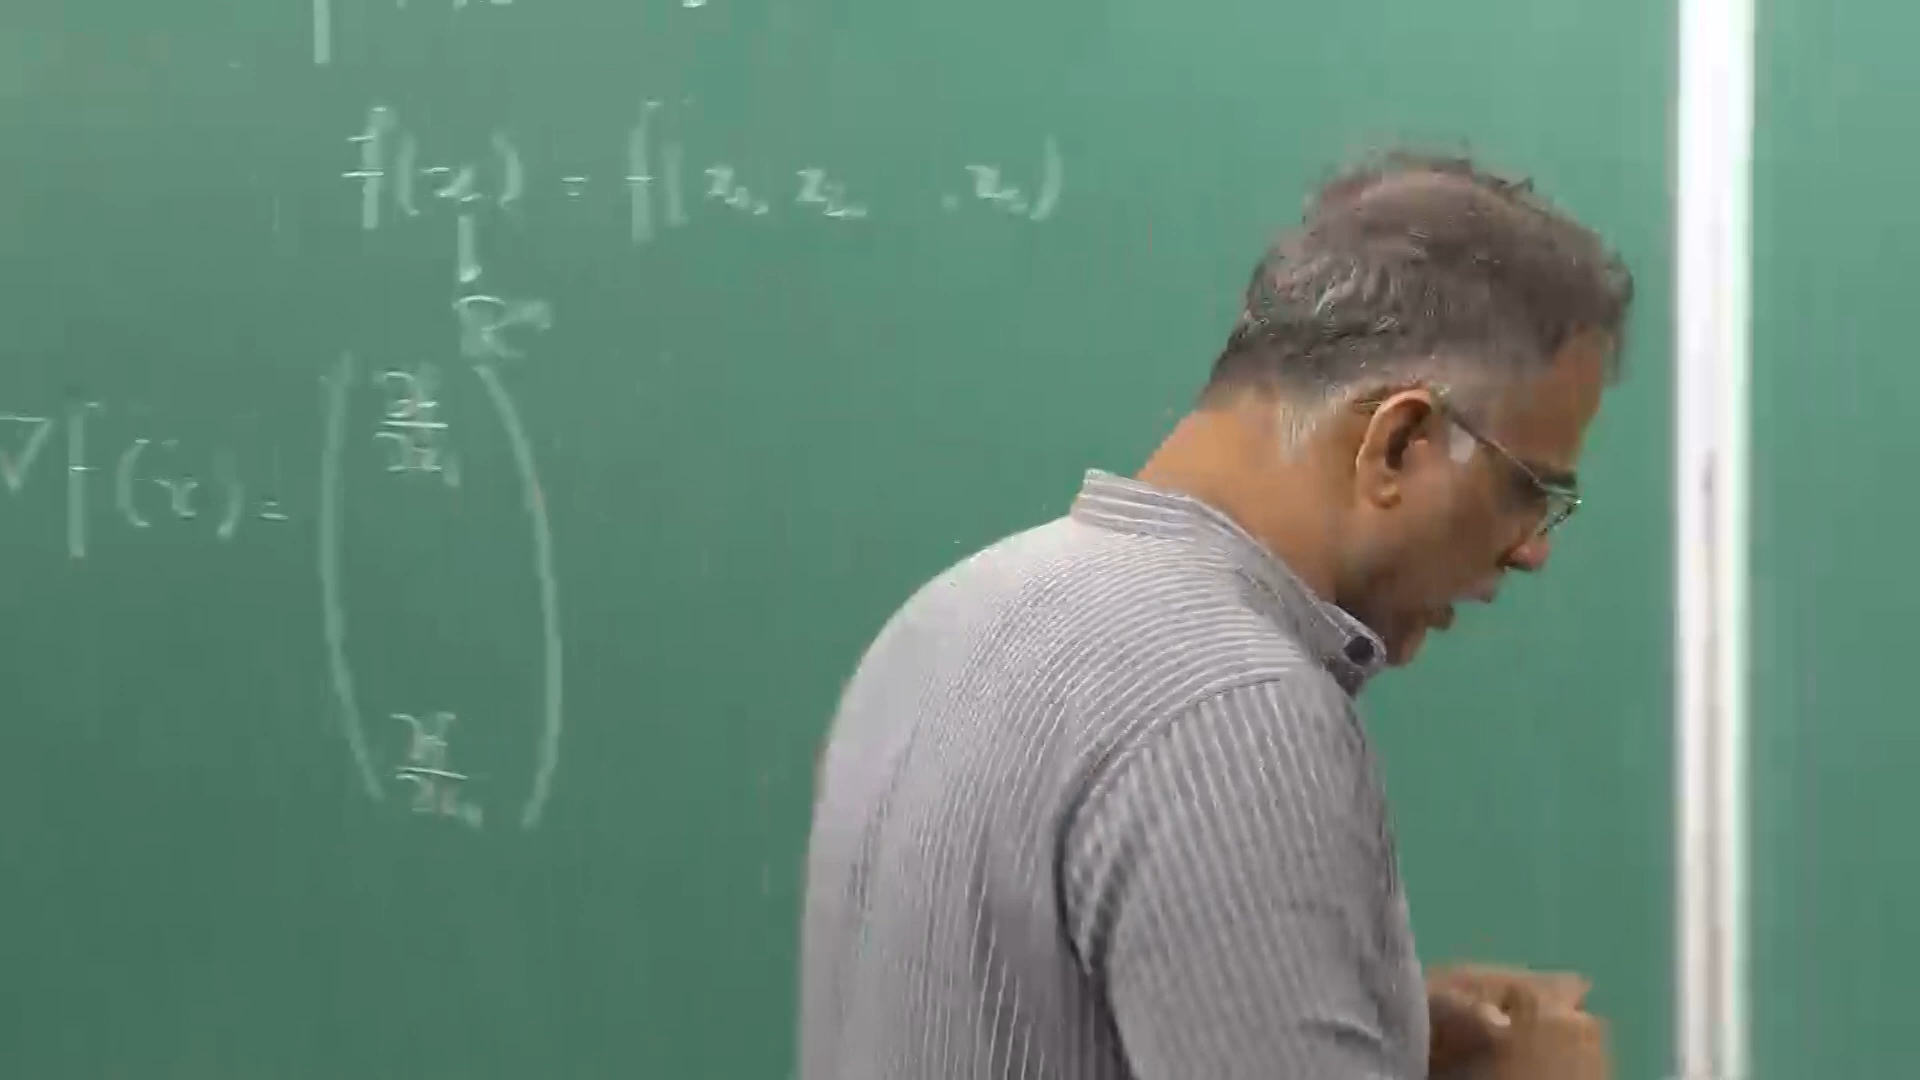 f(x) = f(x₁, x₂, . xₙ)
Rⁿ
∇f(x) = (∂f/∂x₁
∂f/∂xₙ)